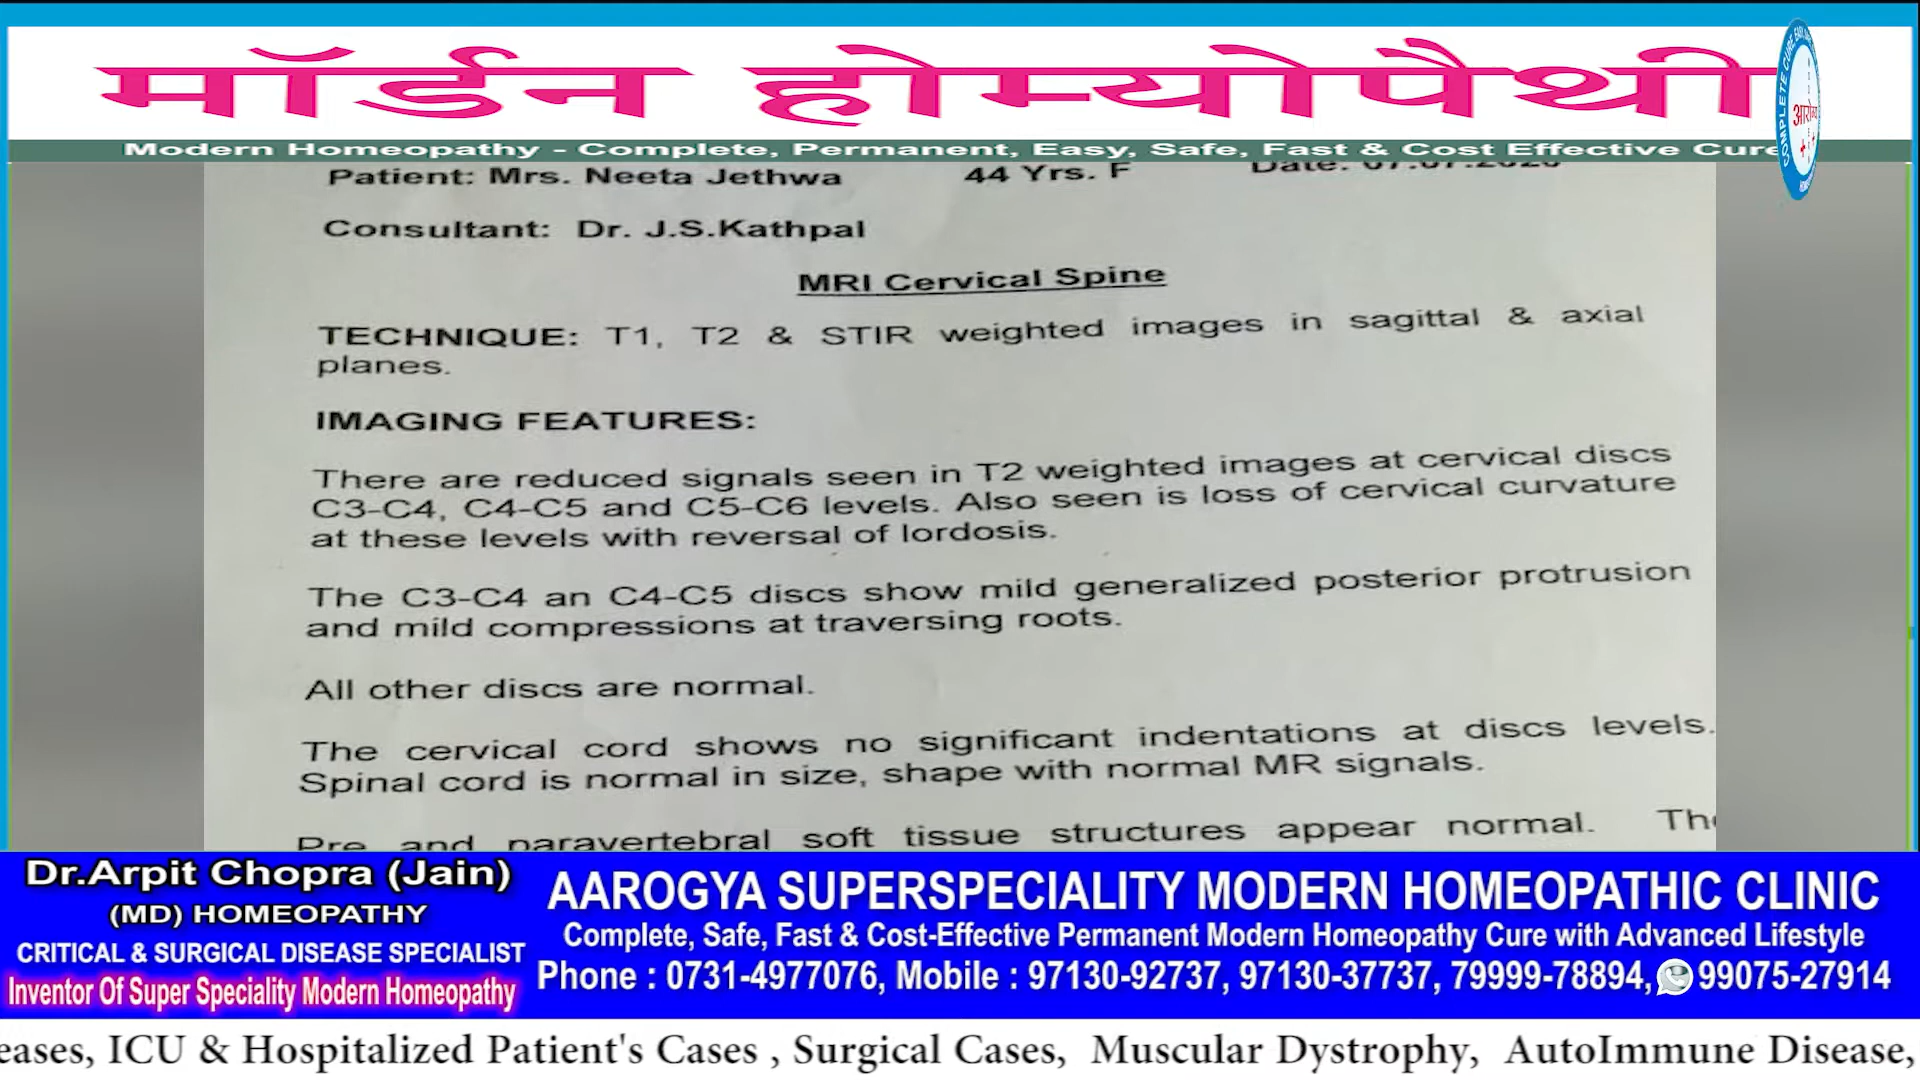 मॉर्डन होम्योपैथी
Modern Homeopathy - Complete, Permanent, Easy, Safe, Fast & Cost Effective Cure
COMPLETE CURE
Patient: Mrs. Neeta Jethwa 44 Yrs. F Date:
Consultant: Dr. J.S.Kathpal
MRI Cervical Spine
TECHNIQUE: T1, T2 & STIR weighted images in sagittal & axial
planes.
IMAGING FEATURES:
There are reduced signals seen in T2 weighted images at cervical discs
C3-C4, C4-C5 and C5-C6 levels. Also seen is loss of cervical curvature
at these levels with reversal of lordosis.
The C3-C4 an C4-C5 discs show mild generalized posterior protrusion
and mild compressions at traversing roots.
All other discs are normal.
The cervical cord shows no significant indentations at discs levels.
Spinal cord is normal in size, shape with normal MR signals.
Pre and paravertebral soft tissue structures appear normal. The
Dr.Arpit Chopra (Jain)
(MD) HOMEOPATHY
CRITICAL & SURGICAL DISEASE SPECIALIST
Inventor Of Super Speciality Modern Homeopathy
AAROGYA SUPERSPECIALITY MODERN HOMEOPATHIC CLINIC
Complete, Safe, Fast & Cost-Effective Permanent Modern Homeopathy Cure with Advanced Lifestyle
Phone : 0731-4977076, Mobile : 97130-92737, 97130-37737, 79999-78894, 99075-27914
eases, ICU & Hospitalized Patient's Cases , Surgical Cases, Muscular Dystrophy, AutoImmune Disease,